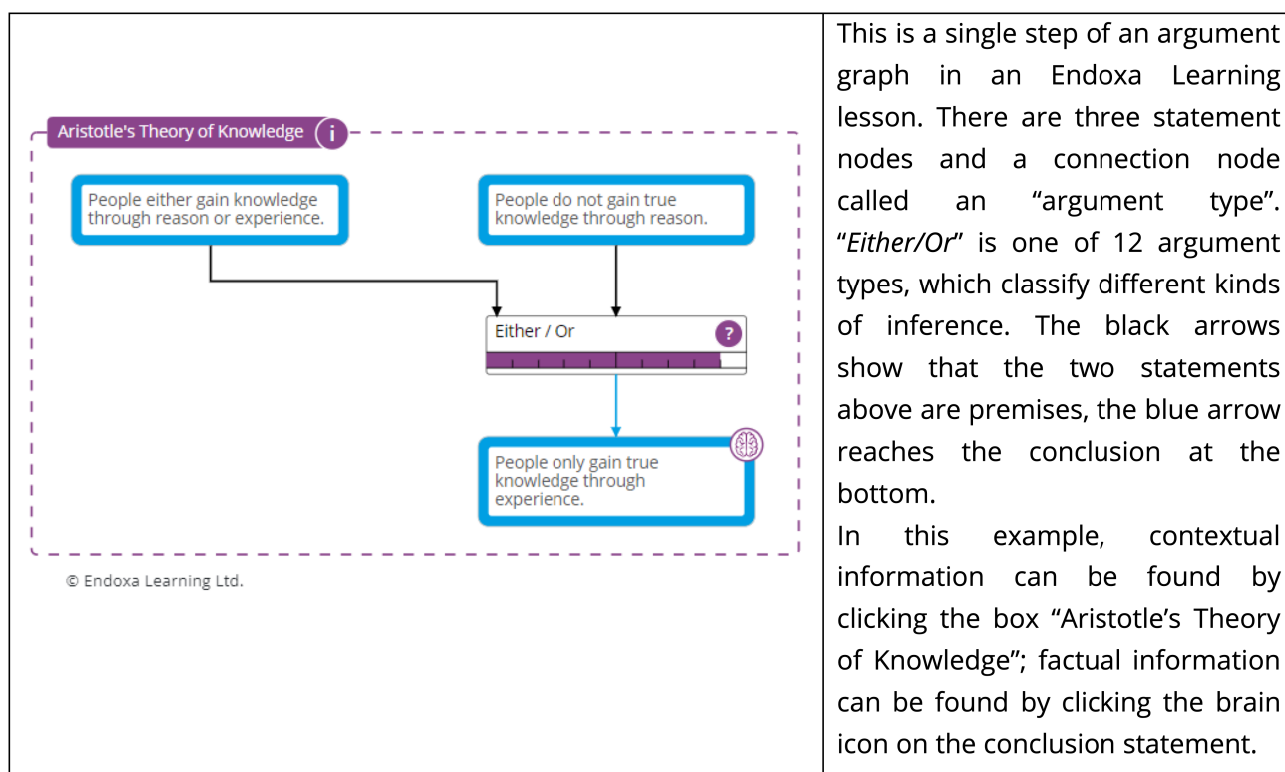 Aristotle's Theory of Knowledge i
People either gain knowledge
through reason or experience.
People do not gain true
knowledge through reason.
Either / Or ?
People only gain true
knowledge through
experience.
© Endoxa Learning Ltd.
This is a single step of an argument
graph in an Endoxa Learning
lesson. There are three statement
nodes and a connection node
called an “argument type”.
“Either/Or” is one of 12 argument
types, which classify different kinds
of inference. The black arrows
show that the two statements
above are premises, the blue arrow
reaches the conclusion at the
bottom.
In this example, contextual
information can be found by
clicking the box “Aristotle’s Theory
of Knowledge”; factual information
can be found by clicking the brain
icon on the conclusion statement.